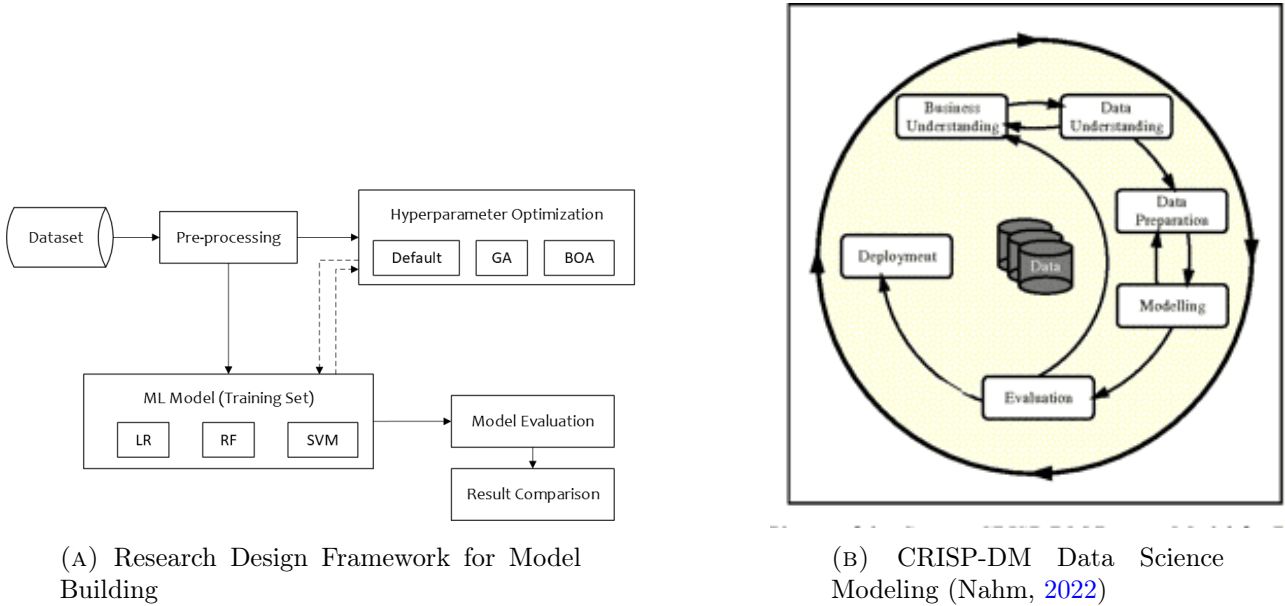 Dataset
Pre-processing
Hyperparameter Optimization
Default GA BOA
ML Model (Training Set)
LR RF SVM
Model Evaluation
Result Comparison
(A) Research Design Framework for Model
Building
Business
Understanding
Data
Understanding
Data
Preparation
Deployment
Data
Modelling
Evaluation
(B) CRISP-DM Data Science
Modeling (Nahm, 2022)